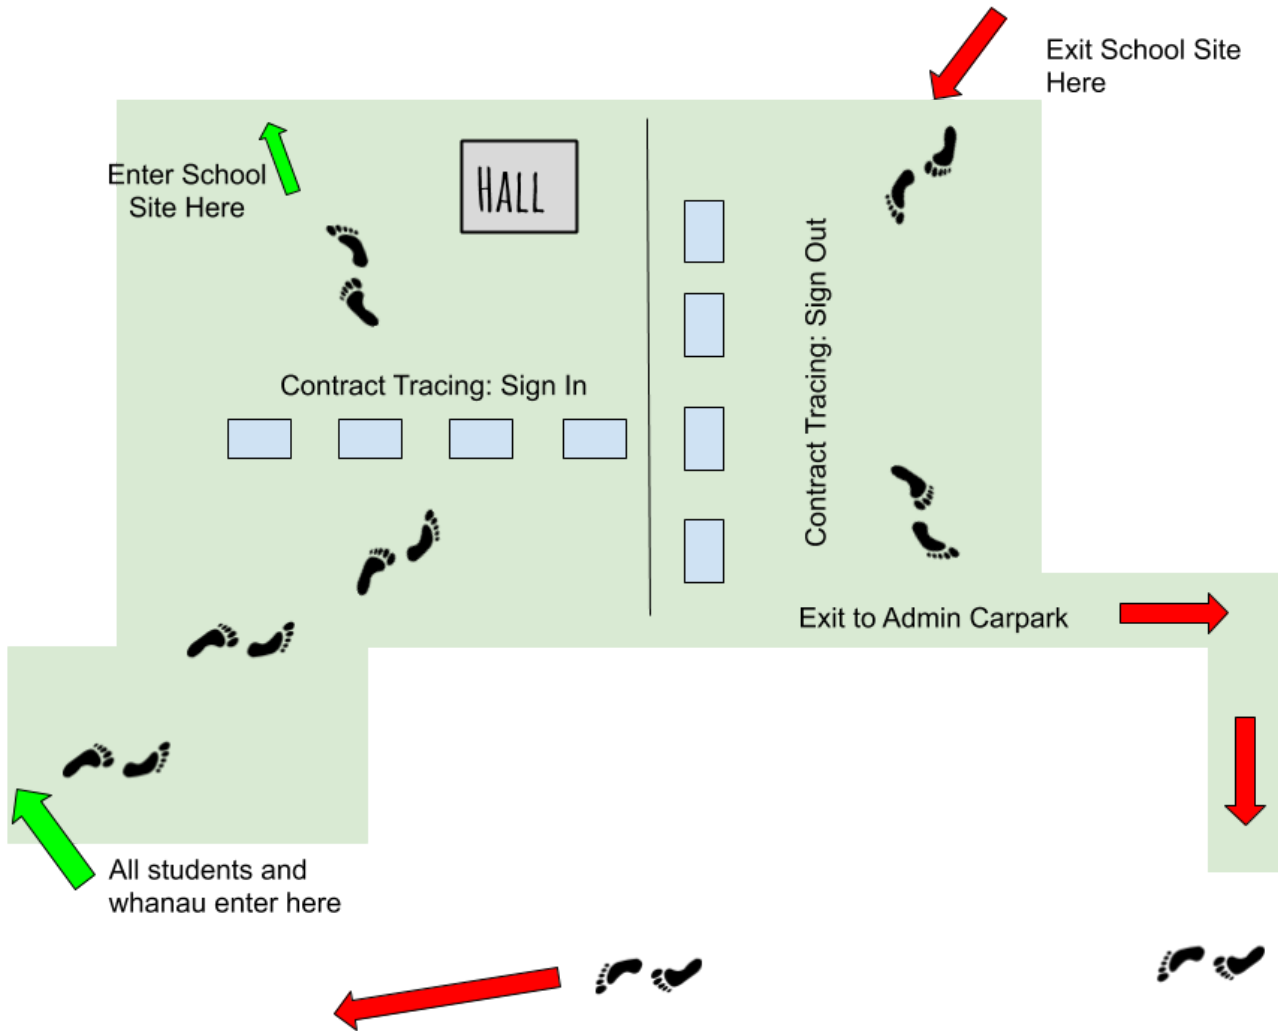 Exit School Site
Here
Enter School
Site Here
HALL
Contract Tracing: Sign Out
Contract Tracing: Sign In
Exit to Admin Carpark
All students and
whanau enter here